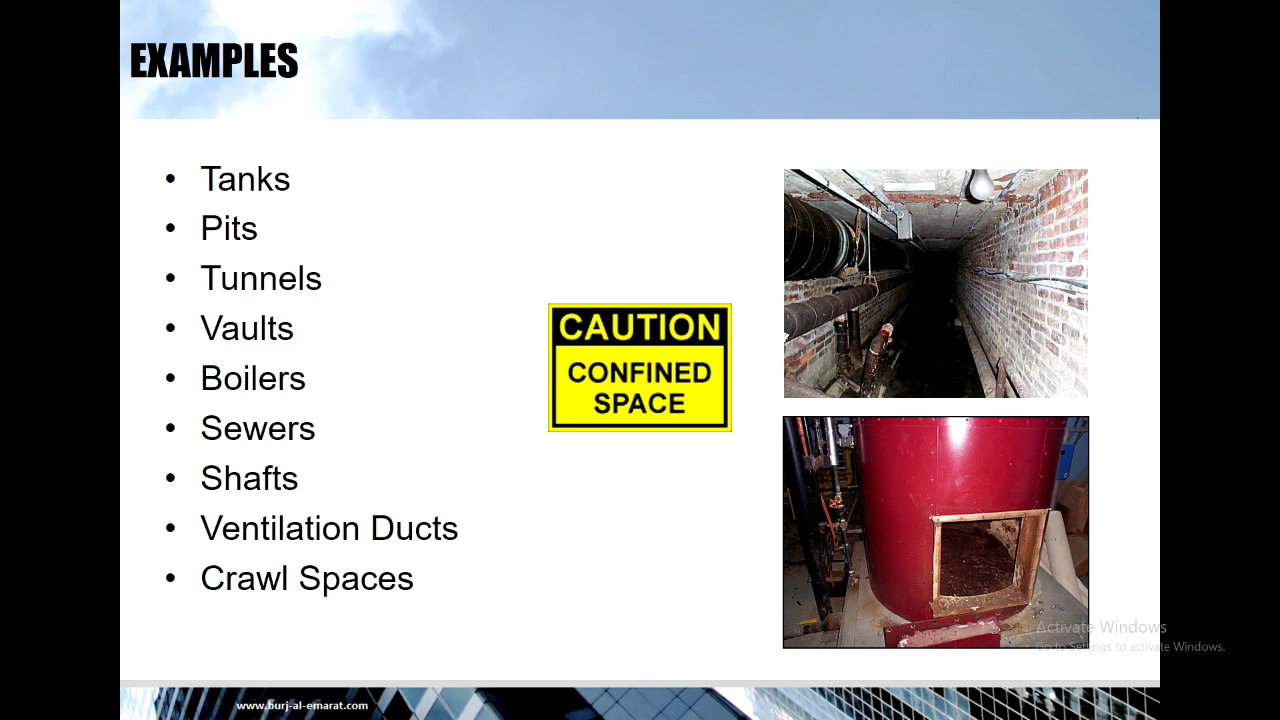 EXAMPLES
• Tanks
• Pits
• Tunnels
• Vaults
• Boilers
• Sewers
• Shafts
• Ventilation Ducts
• Crawl Spaces
CAUTION
CONFINED
SPACE
Activate Windows
Go to Settings to activate Windows.
www.burj-al-emarat.com